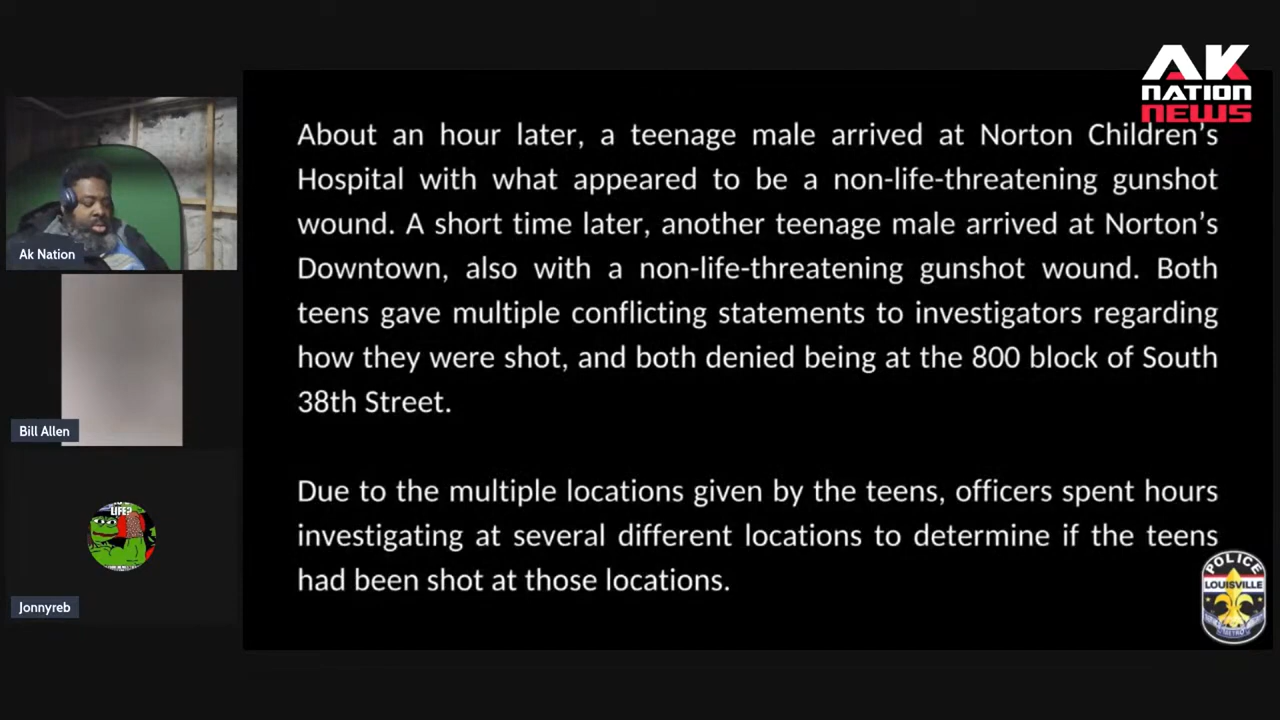 AK
NATION
NEWS
About an hour later, a teenage male arrived at Norton Children's
Hospital with what appeared to be a non-life-threatening gunshot
wound. A short time later, another teenage male arrived at Norton's
Downtown, also with a non-life-threatening gunshot wound. Both
teens gave multiple conflicting statements to investigators regarding
how they were shot, and both denied being at the 800 block of South
38th Street.
Due to the multiple locations given by the teens, officers spent hours
investigating at several different locations to determine if the teens
had been shot at those locations.
Ak Nation
Bill Allen
LIFE?
Jonnyreb
POLICE
LOUISVILLE
METRO